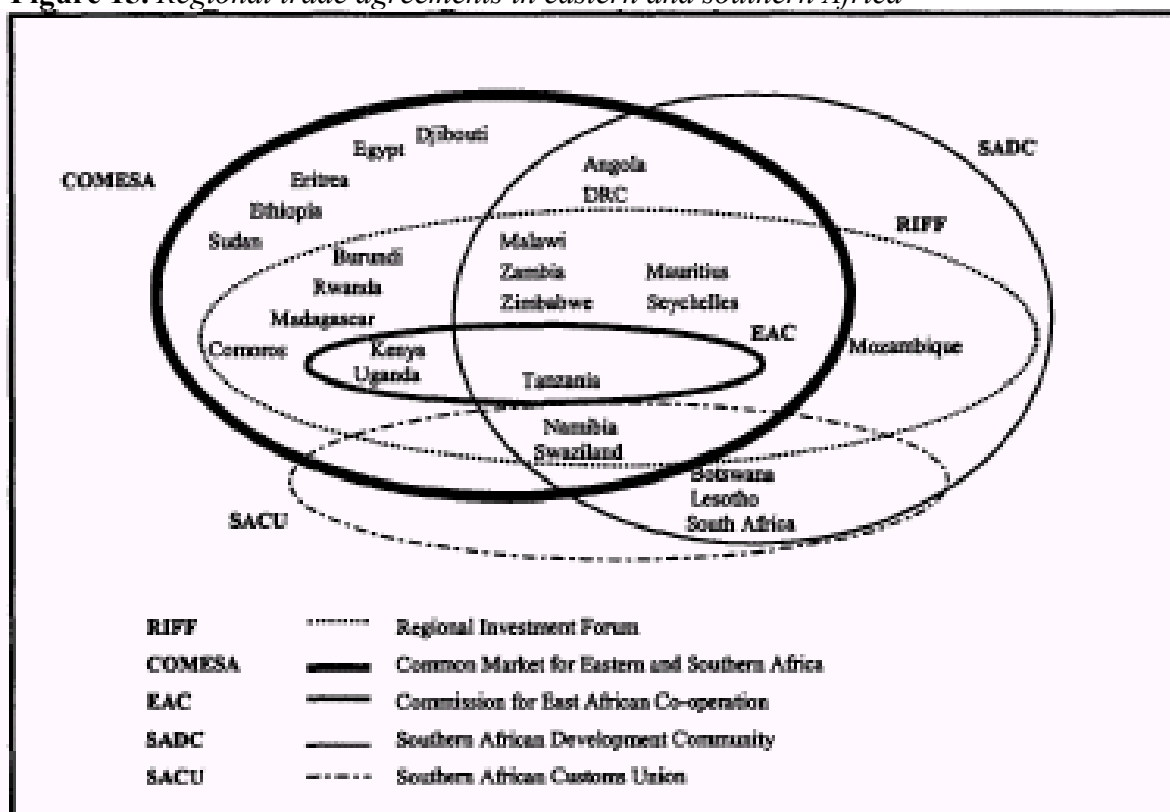 Figure 13. Regional trade agreements in eastern and southern Africa
Djibouti
Egypt
SADC
COMESA
Eritrea
Angola
DRC
Ethiopia
Sudan
RIFF
Burundi
Malawi
Rwanda
Zambia
Mauritius
Zimbabwe
Seychelles
Madagascar
EAC
Comoros
Kenya
Mozambique
Uganda
Tanzania
Namibia
Swaziland
Botswana
Lesotho
SACU
South Africa
RIFF Regional Investment Forum
COMESA Common Market for Eastern and Southern Africa
EAC Commission for East African Co-operation
SADC Southern African Development Community
SACU Southern African Customs Union